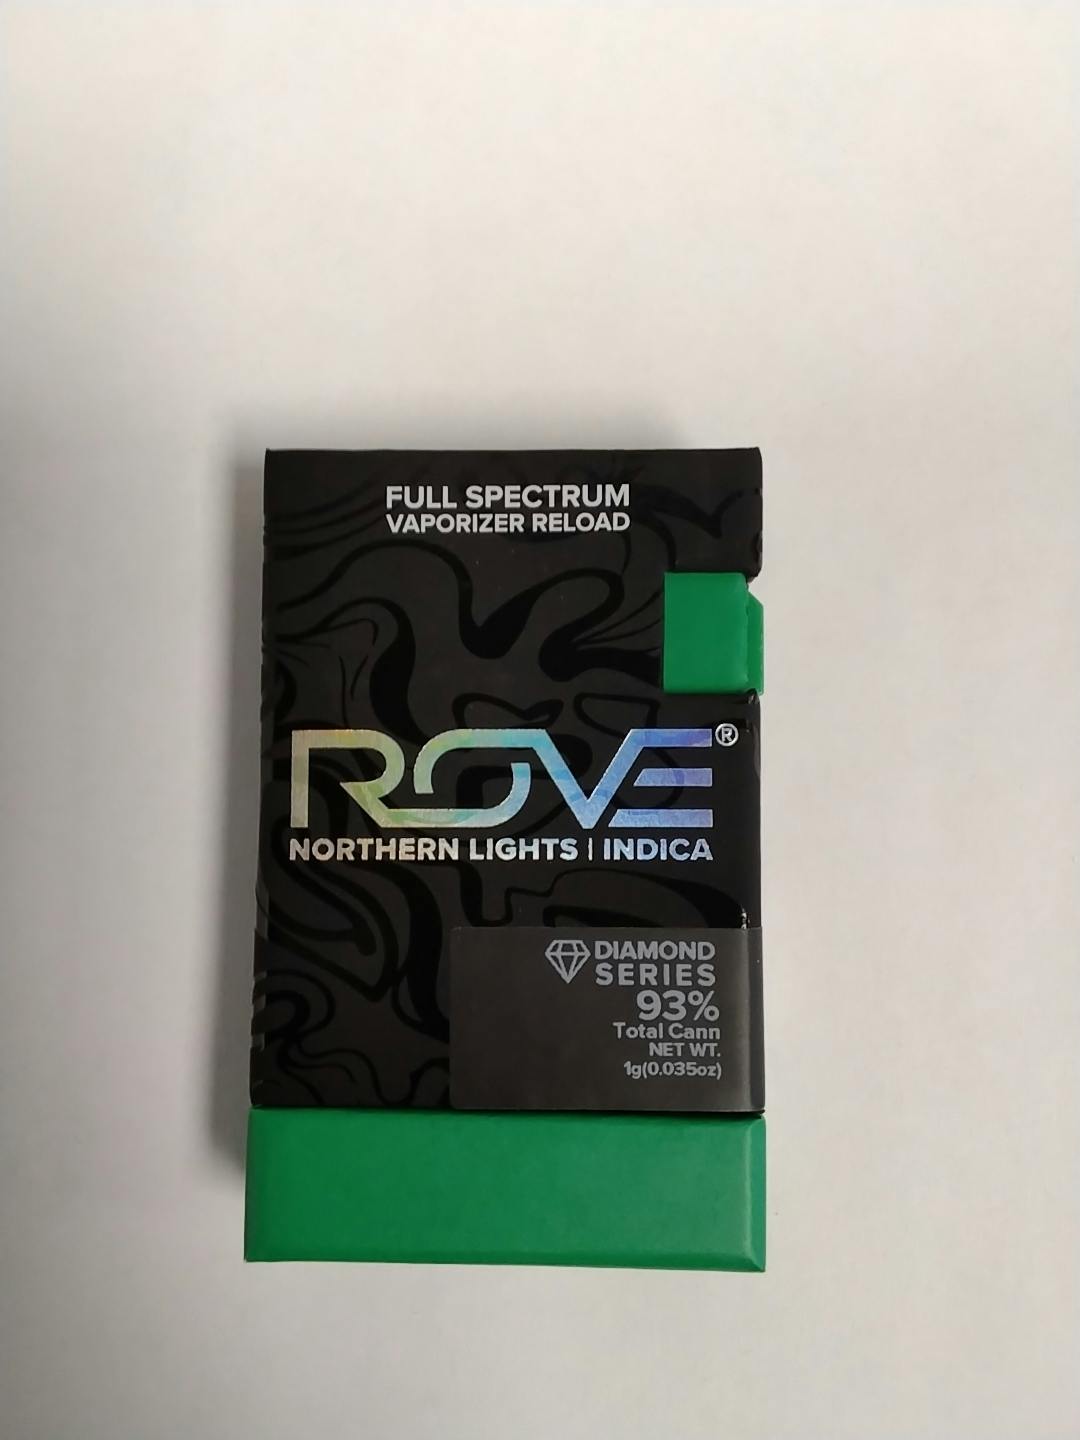 FULL SPECTRUM
VAPORIZER RELOAD
ROVE®
NORTHERN LIGHTS | INDICA
DIAMOND
SERIES
93%
Total Cann
NET WT.
1g(0.035oz)